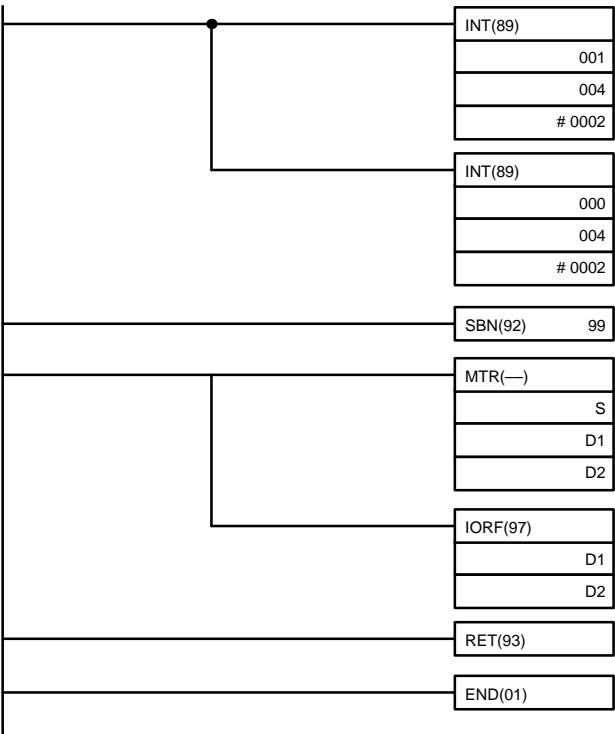 INT(89)
001
004
# 0002
INT(89)
000
004
# 0002
SBN(92) 99
MTR(––)
S
D1
D2
IORF(97)
D1
D2
RET(93)
END(01)